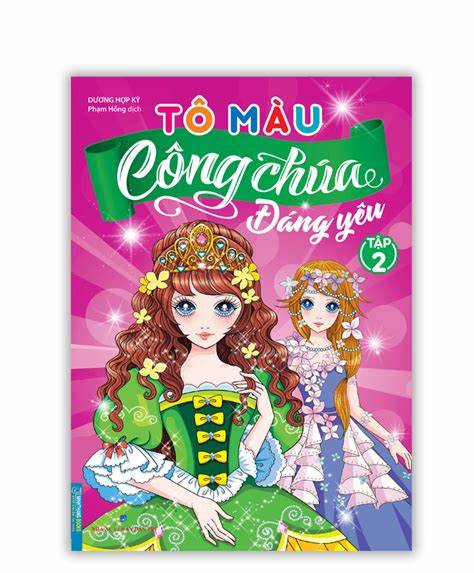 DƯƠNG HỢP KỲ
Phạm Hồng dịch
TÔ MÀU
Công chúa
Đáng yêu
TẬP
2